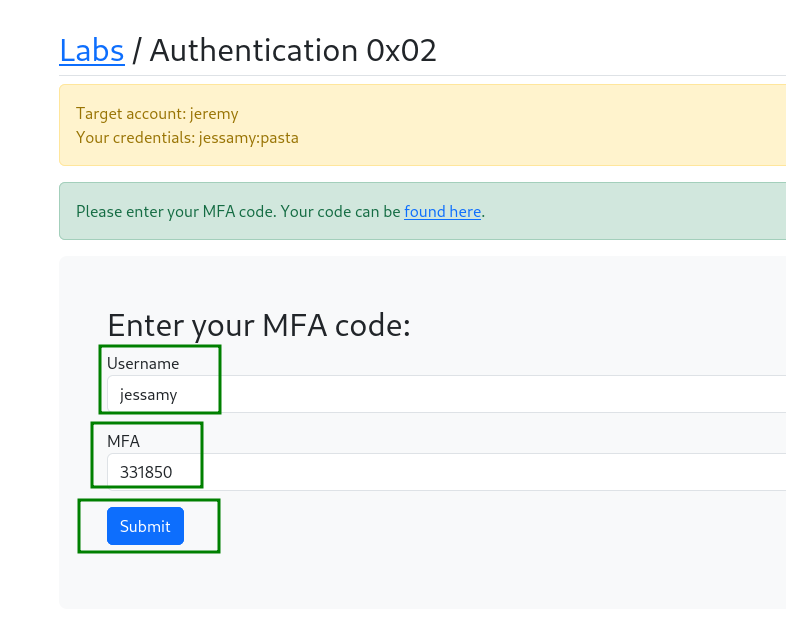 Labs / Authentication 0x02
Target account: jeremy
Your credentials: jessamy:pasta
Please enter your MFA code. Your code can be found here.
Enter your MFA code:
Username
jessamy
MFA
331850
Submit